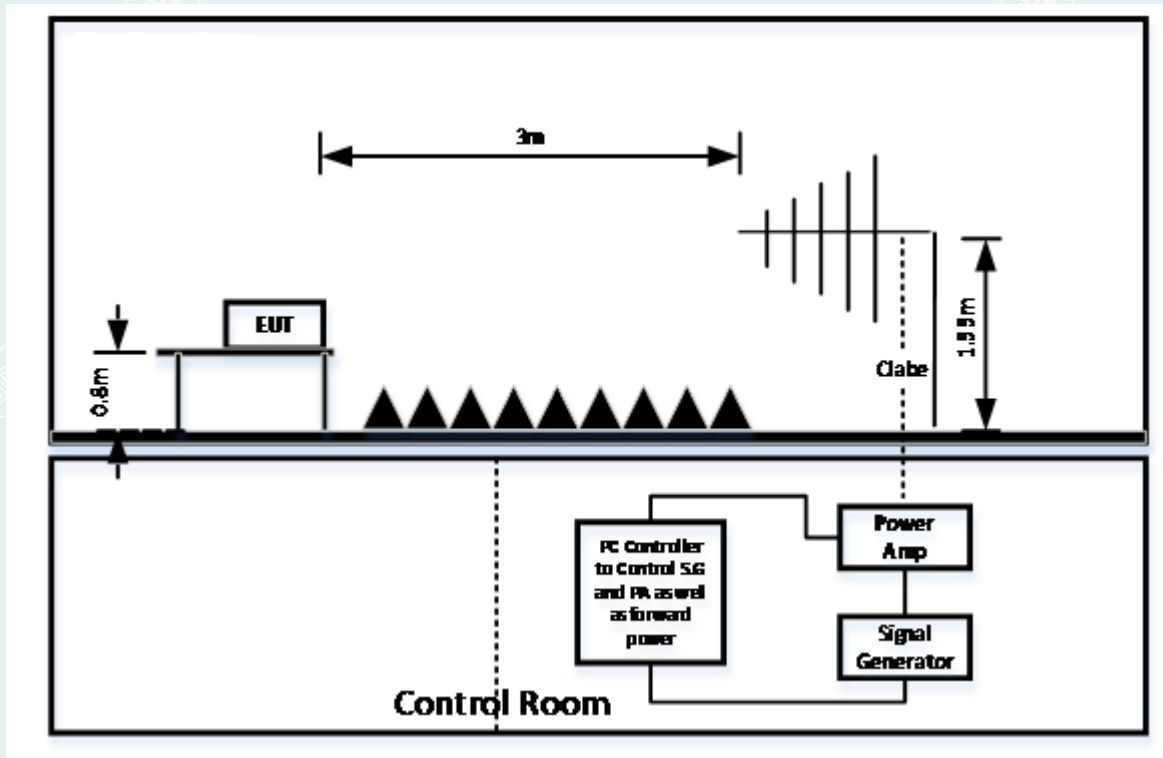 3m
EUT
0.8m
1.55m
Clabe
Power
Amp
PC Controller
to Control S.G
and PA as well
as forward
power
Signal
Generator
Control Room